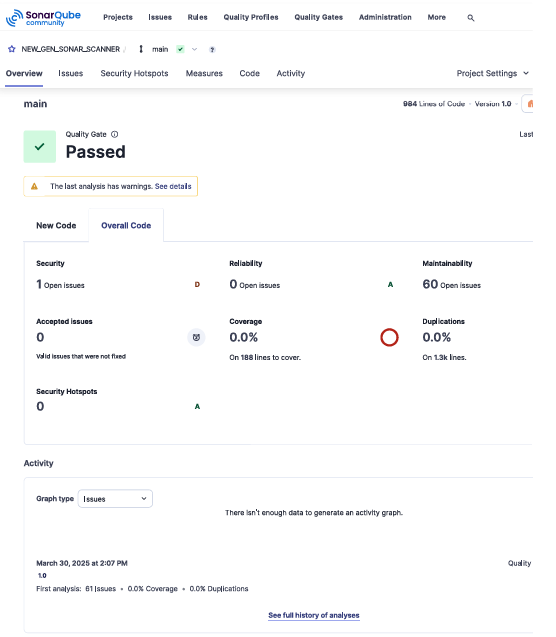 SonarQube community Projects Issues Rules Quality Profiles Quality Gates Administration More
NEW_GEN_SONAR_SCANNER / main ?
Overview Issues Security Hotspots Measures Code Activity Project Settings
main 984 Lines of Code · Version 1.0 ·
Quality Gate Last
Passed
The last analysis has warnings. See details
New Code Overall Code
Security Reliability Maintainability
1 Open issues D 0 Open issues A 60 Open issues
Accepted issues Coverage Duplications
0 0.0% 0.0%
Valid issues that were not fixed On 188 lines to cover. On 1.3k lines.
Security Hotspots
0 A
Activity
Graph type Issues
There isn't enough data to generate an activity graph.
March 30, 2025 at 2:07 PM Quality
1.0
First analysis: 61 Issues • 0.0% Coverage • 0.0% Duplications
See full history of analyses